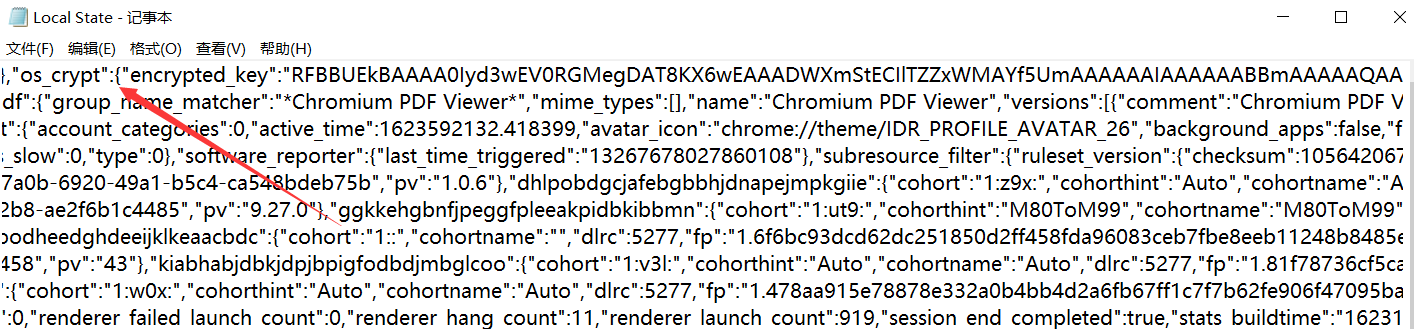 Local State - 记事本
文件(F) 编辑(E) 格式(O) 查看(V) 帮助(H)
},"os_crypt":{"encrypted_key":"RFBBUEkBAAAA0Iyd3wEV0RGMegDAT8KX6wEAAADWXmStECIlTZZxWMAYf5UmAAAAAAIAAAAAABBmAAAAAQAA
df":{"group_name_matcher":"*Chromium PDF Viewer*","mime_types":[],"name":"Chromium PDF Viewer","versions":[{"comment":"Chromium PDF V
t":{"account_categories":0,"active_time":1623592132.418399,"avatar_icon":"chrome://theme/IDR_PROFILE_AVATAR_26","background_apps":false,"f
s_slow":0,"type":0},"software_reporter":{"last_time_triggered":"13267678027860108"},"subresource_filter":{"ruleset_version":{"checksum":105642067
7a0b-6920-49a1-b5c4-ca548bdeb75b","pv":"1.0.6"},"dhlpobdgcjafebgbbhjdnapejmpkgiie":{"cohort":"1:z9x:","cohorthint":"Auto","cohortname":"A
2b8-ae2f6b1c4485","pv":"9.27.0"},"ggkkehgbnfjpeggfpleeakpidbkibbmn":{"cohort":"1:ut9:","cohorthint":"M80ToM99","cohortname":"M80ToM99"
oodheedghdeeijklkeaacbdc":{"cohort":"1::","cohortname":"","dlrc":5277,"fp":"1.6f6bc93dcd62dc251850d2ff458fda96083ceb7fbe8eeb11248b8485e
458","pv":"43"},"kiabhabjdbkjdpjbpigfodbdjmbglcoo":{"cohort":"1:v3l:","cohorthint":"Auto","cohortname":"Auto","dlrc":5277,"fp":"1.81f78736cf5ca
":{"cohort":"1:w0x:","cohorthint":"Auto","cohortname":"Auto","dlrc":5277,"fp":"1.478aa915e78878e332a0b4bb4d2a6fb67ff1c7f7b62fe906f47095ba
":0,"renderer_failed_launch_count":0,"renderer_hang_count":11,"renderer_launch_count":919,"session_end_completed":true,"stats_buildtime":"16231